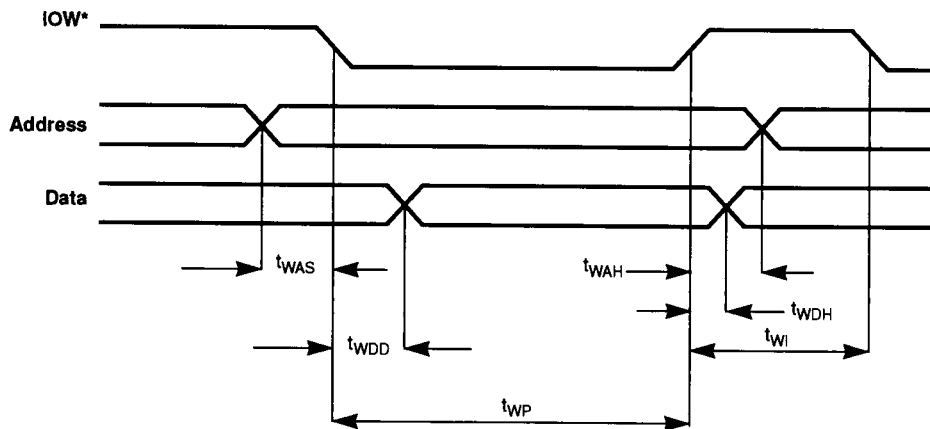 IOW*
Address
Data
tWAS
tWAH
tWDH
tWDD
tWI
tWP